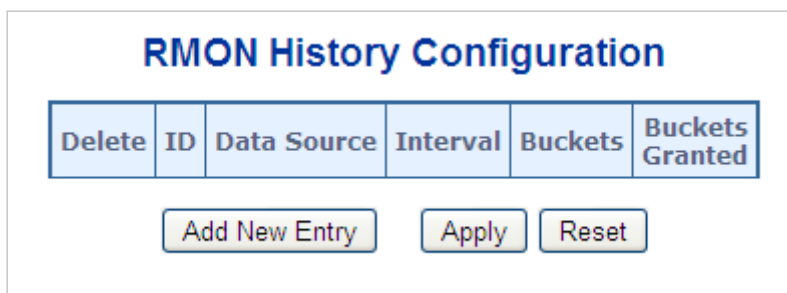 RMON History Configuration
Delete ID Data Source Interval Buckets Buckets Granted
Add New Entry Apply Reset